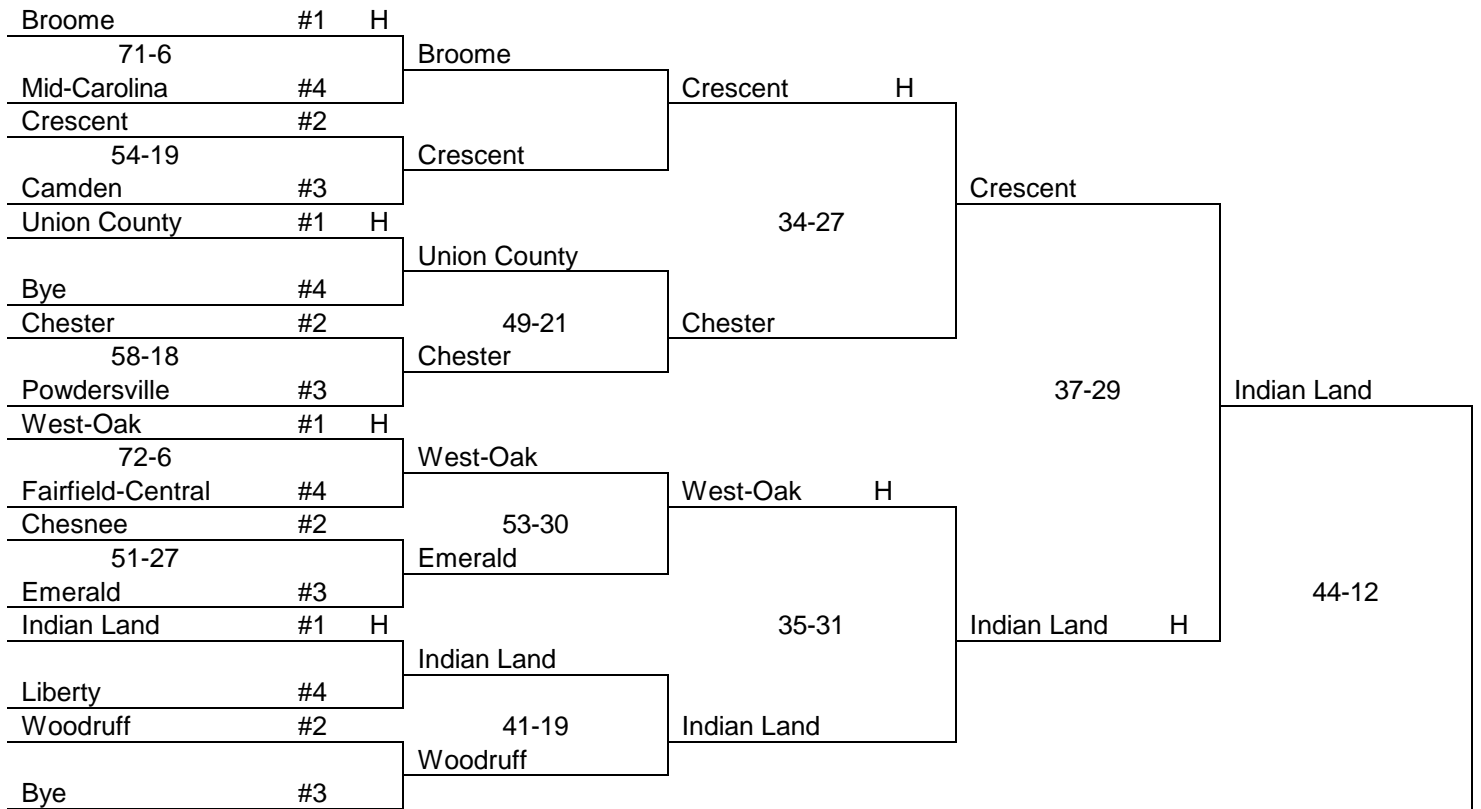 Broome #1 H
71-6 Broome
Mid-Carolina #4 Crescent H
Crescent #2
54-19 Crescent
Camden #3 Crescent
Union County #1 H 34-27
Union County
Bye #4
Chester #2 49-21 Chester
58-18 Chester
Powdersville #3 37-29 Indian Land
West-Oak #1 H
72-6 West-Oak
Fairfield-Central #4 West-Oak H
Chesnee #2 53-30
51-27 Emerald
Emerald #3 44-12
Indian Land #1 H 35-31 Indian Land H
Indian Land
Liberty #4
Woodruff #2 41-19 Indian Land
Woodruff
Bye #3